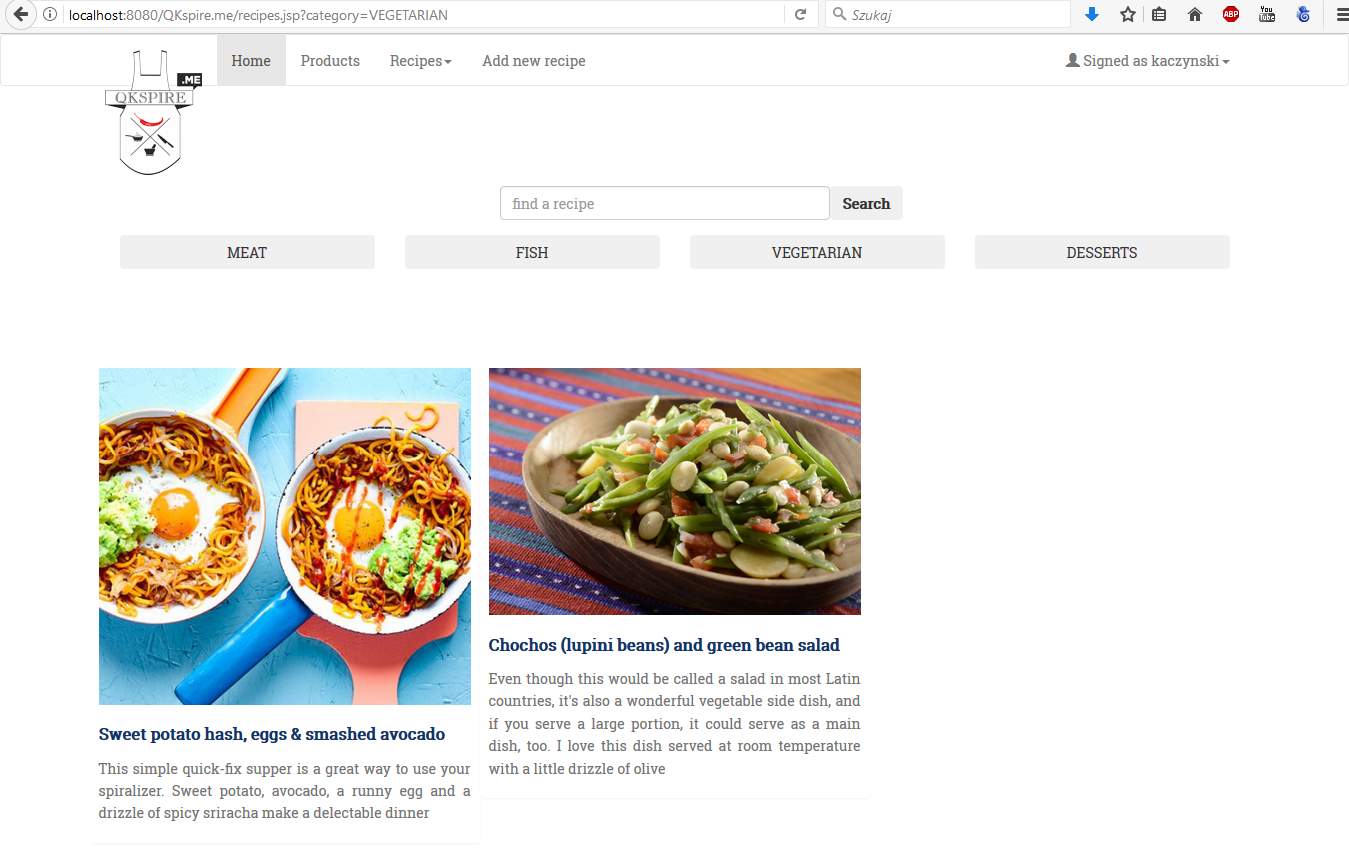 localhost:8080/QKspire.me/recipes.jsp?category=VEGETARIAN
Szukaj
ABP
You
Tube
Home
Products
Recipes
Add new recipe
Signed as kaczynski
.ME
QKSPIRE
find a recipe
Search
MEAT
FISH
VEGETARIAN
DESSERTS
Sweet potato hash, eggs & smashed avocado
This simple quick-fix supper is a great way to use your
spiralizer. Sweet potato, avocado, a runny egg and a
drizzle of spicy sriracha make a delectable dinner
Chochos (lupini beans) and green bean salad
Even though this would be called a salad in most Latin
countries, it's also a wonderful vegetable side dish, and
if you serve a large portion, it could serve as a main
dish, too. I love this dish served at room temperature
with a little drizzle of olive